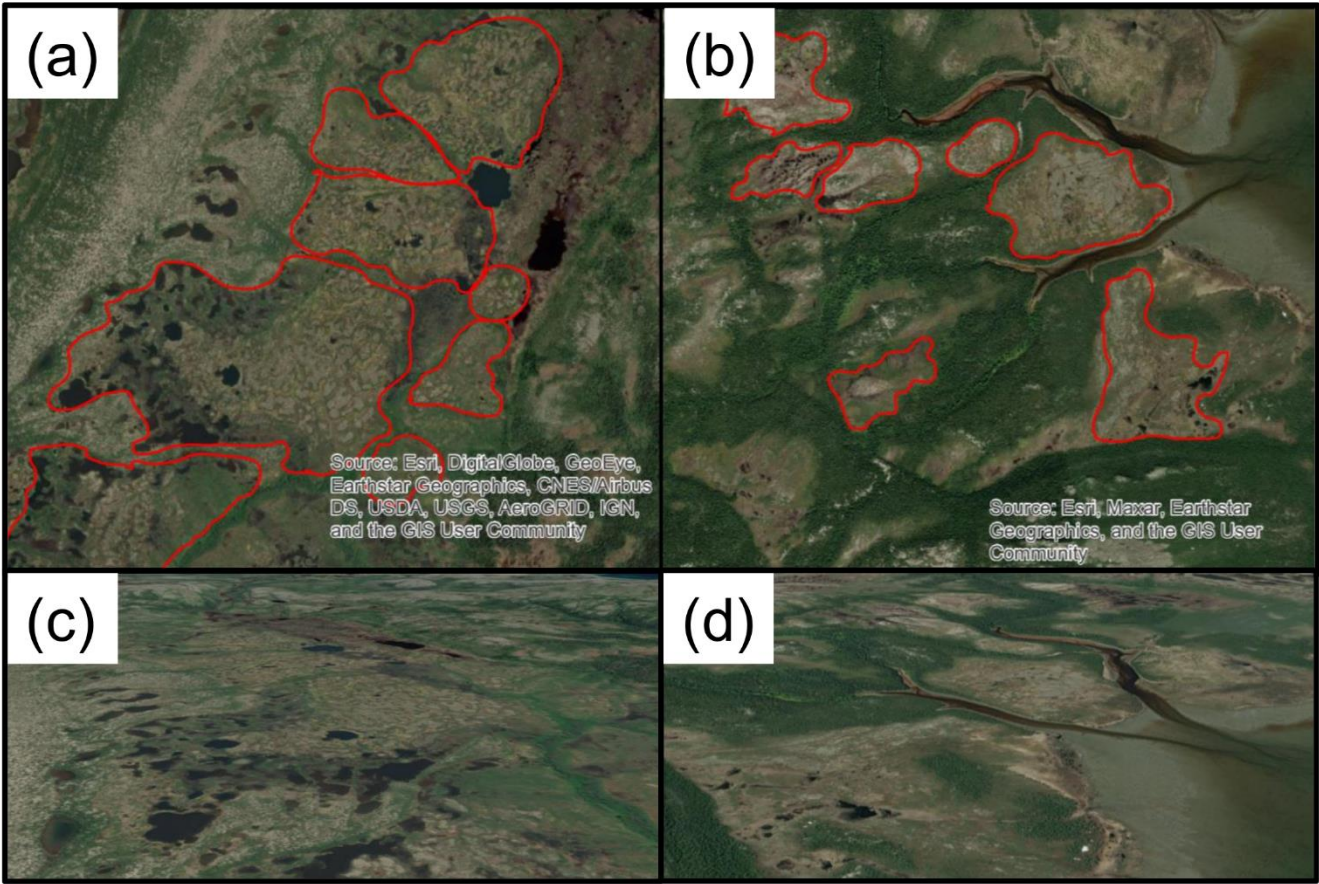 (a)
(b)
Source: Esri, DigitalGlobe, GeoEye,
Earthstar Geographics, CNES/Airbus
DS, USDA, USGS, AeroGRID, IGN,
and the GIS User Community
Source: Esri, Maxar, Earthstar
Geographics, and the GIS User
Community
(c)
(d)